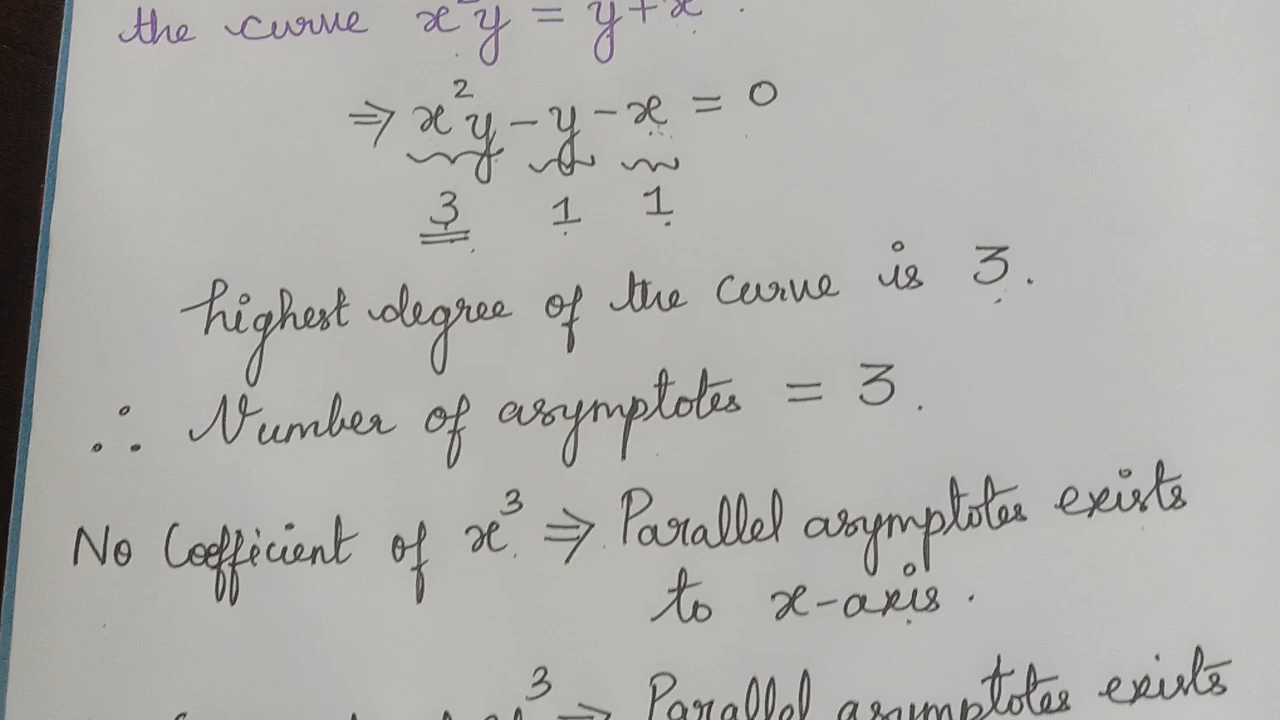 the curve x²y = y + x.
⇒ x²y - y - x = 0
3 1 1
highest degree of the curve is 3.
∴ Number of asymptotes = 3.
No Coefficient of x³ ⇒ Parallel asymptotes exists
to x-axis.
3 ⇒ Parallel asymptotes exists